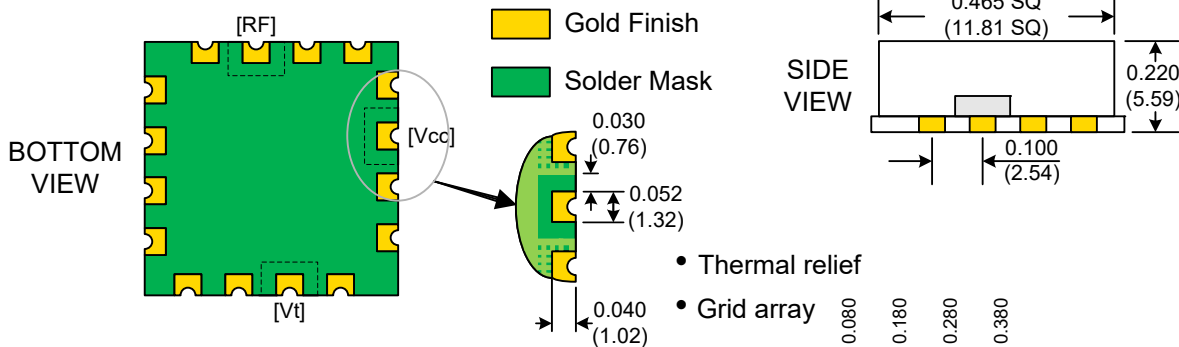 [RF]
Gold Finish
Solder Mask
BOTTOM
VIEW
[Vcc]
[Vt]
0.030
(0.76)
0.052
(1.32)
0.040
(1.02)
0.465 SQ
(11.81 SQ)
SIDE
VIEW
0.220
(5.59)
0.100
(2.54)
• Thermal relief
• Grid array
0.080
0.180
0.280
0.380